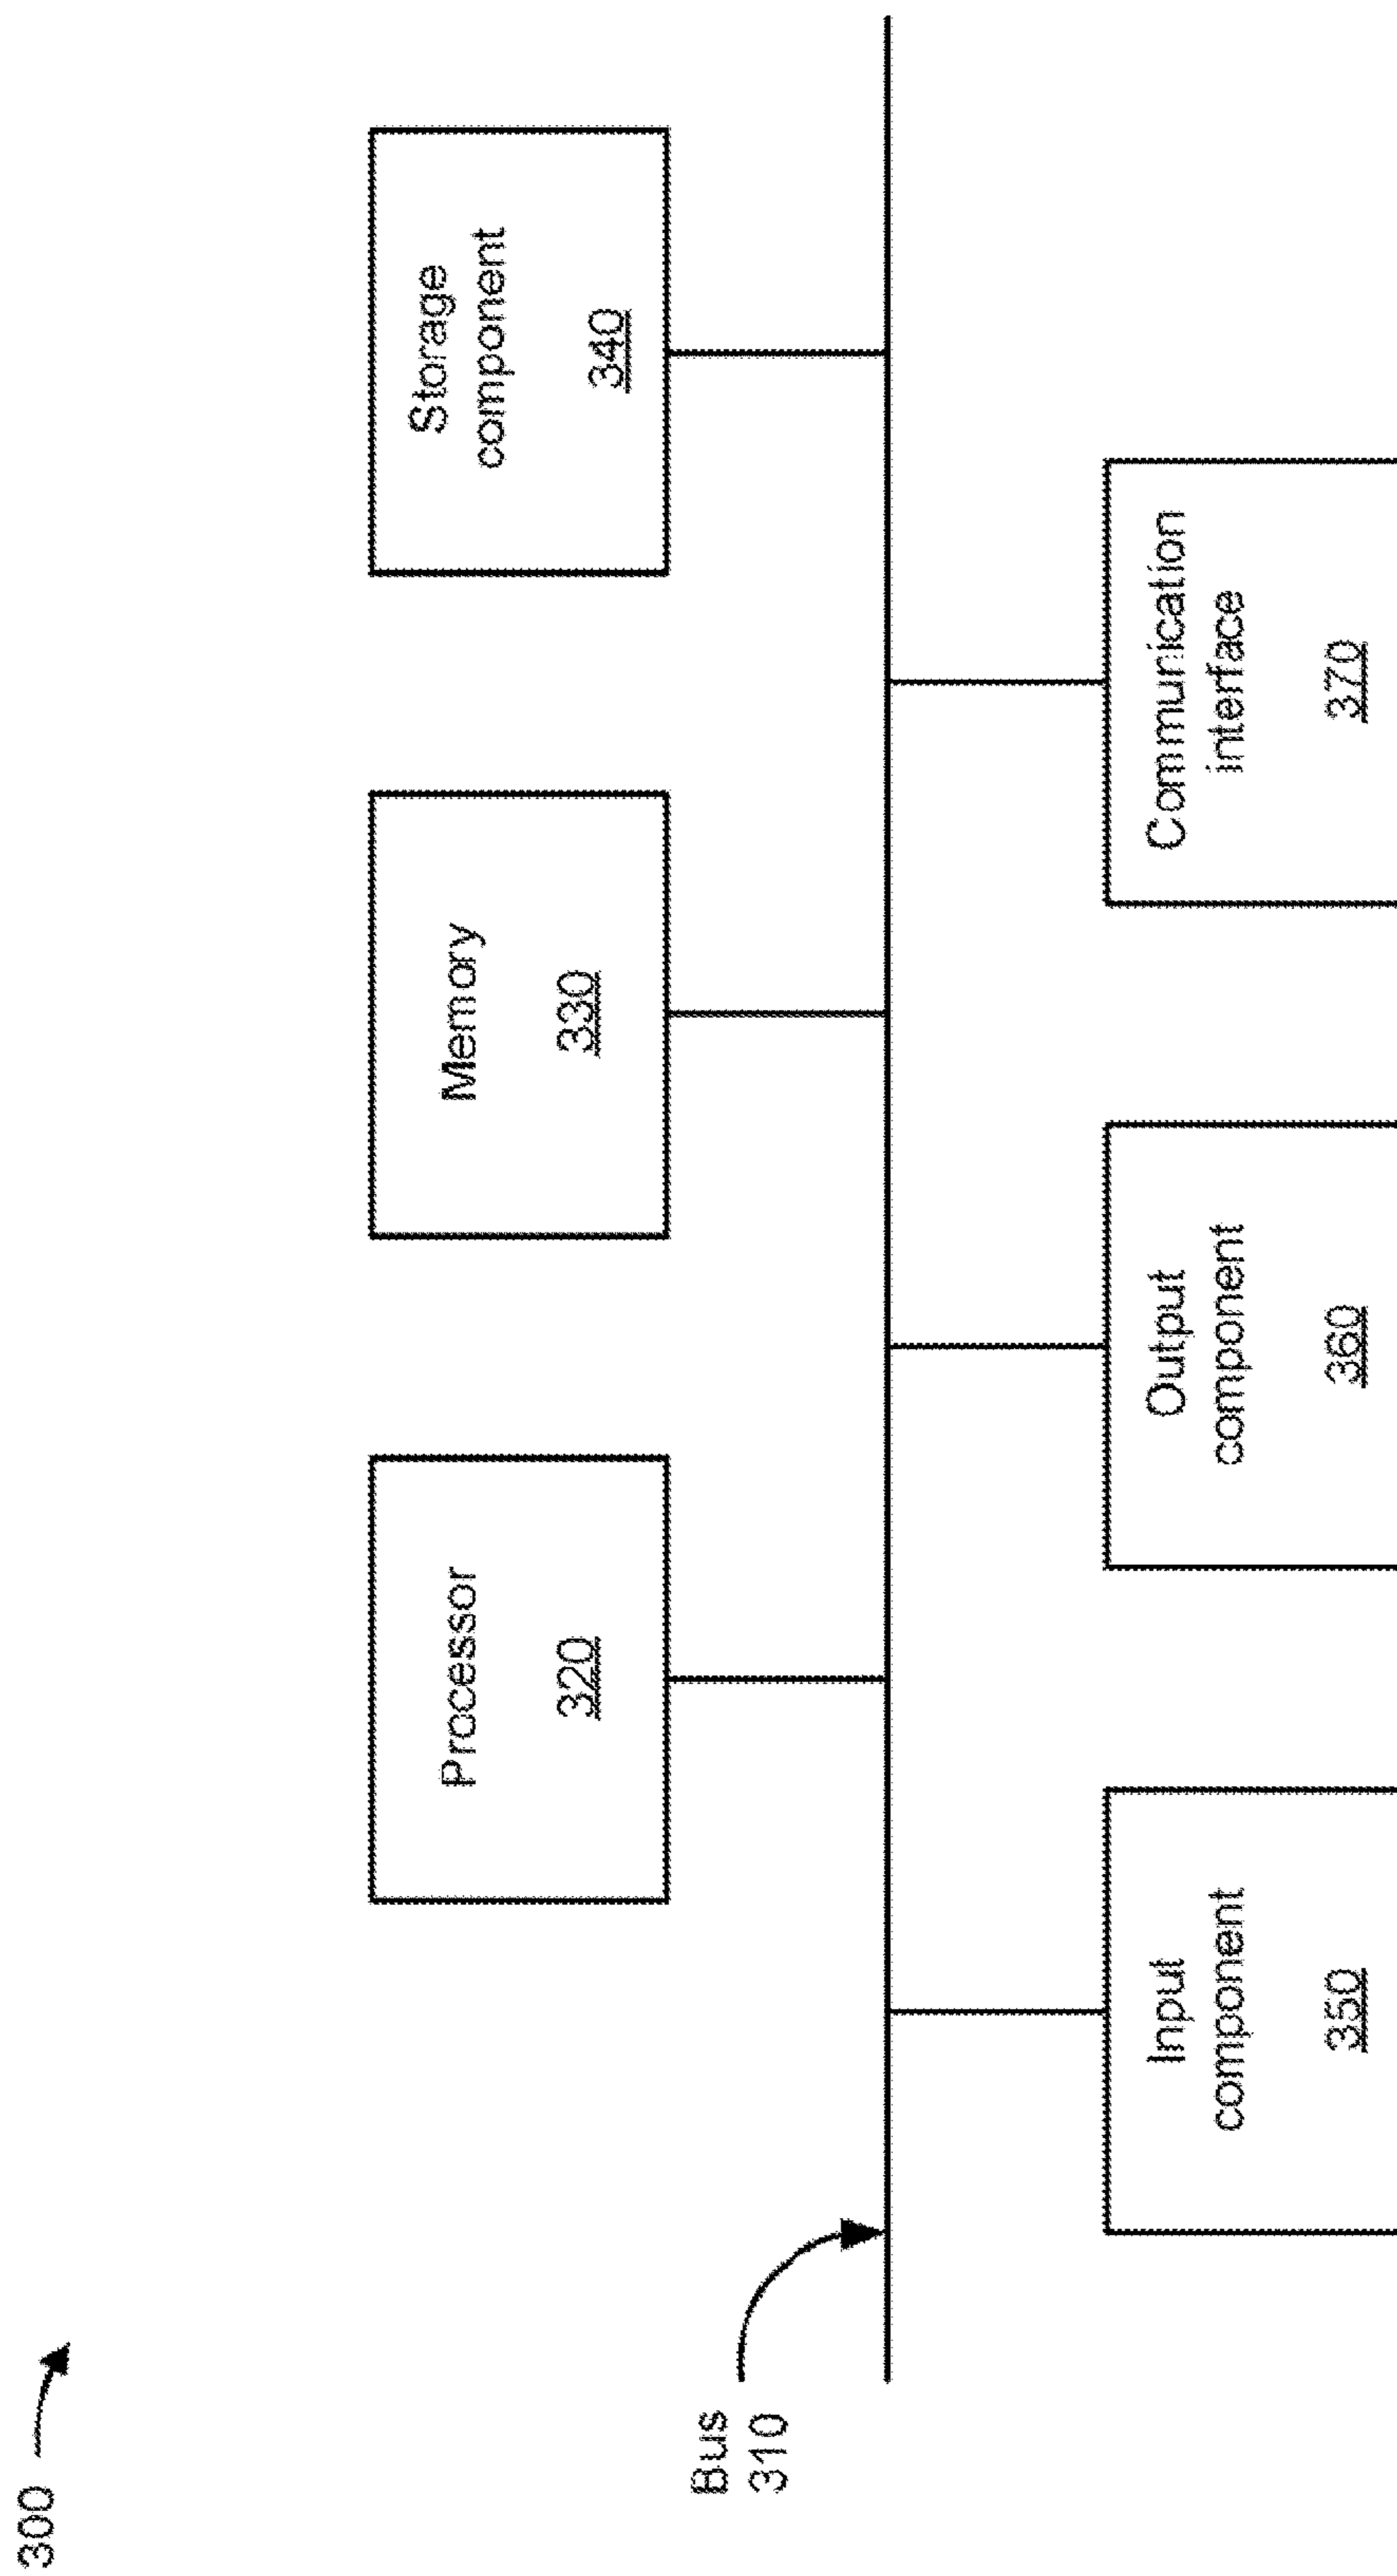 300
Bus
310
Processor
320
Memory
330
Storage
component
340
Input
component
350
Output
component
360
Communication
interface
370